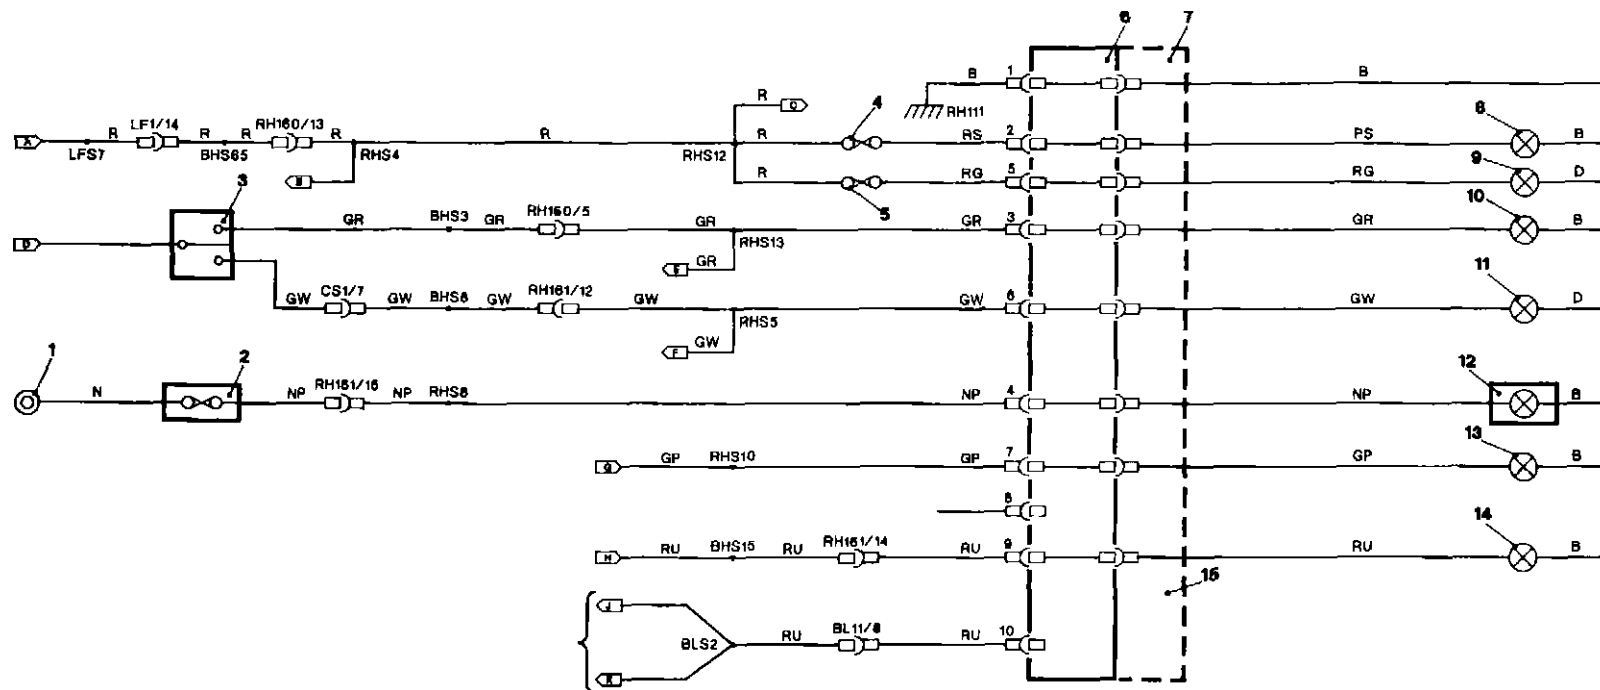 6 7
B 1 B
R C 4 RH111
A R LF1/14 R R RH160/13 R R R RS 2 PS 8 B
LFS7 BHS65 RHS4 RHS12
B R RG 5 RG 9 D
3 5 10
GR BHS3 GR RH160/5 GR GR 3 GR B
D RHS13
E GR 11
GW CS1/7 GW BHS6 GW RH161/12 GW GW 6 GW D
RHS5
F GW
1 2 12
N NP RH161/16 NP RHS8 NP 4 NP B
13
G GP RHS10 GP 7 GP B
8
14
H RU BHS15 RU RH161/14 RU 9 RU B
15
J
BLS2 RU BL11/8 RU 10
K